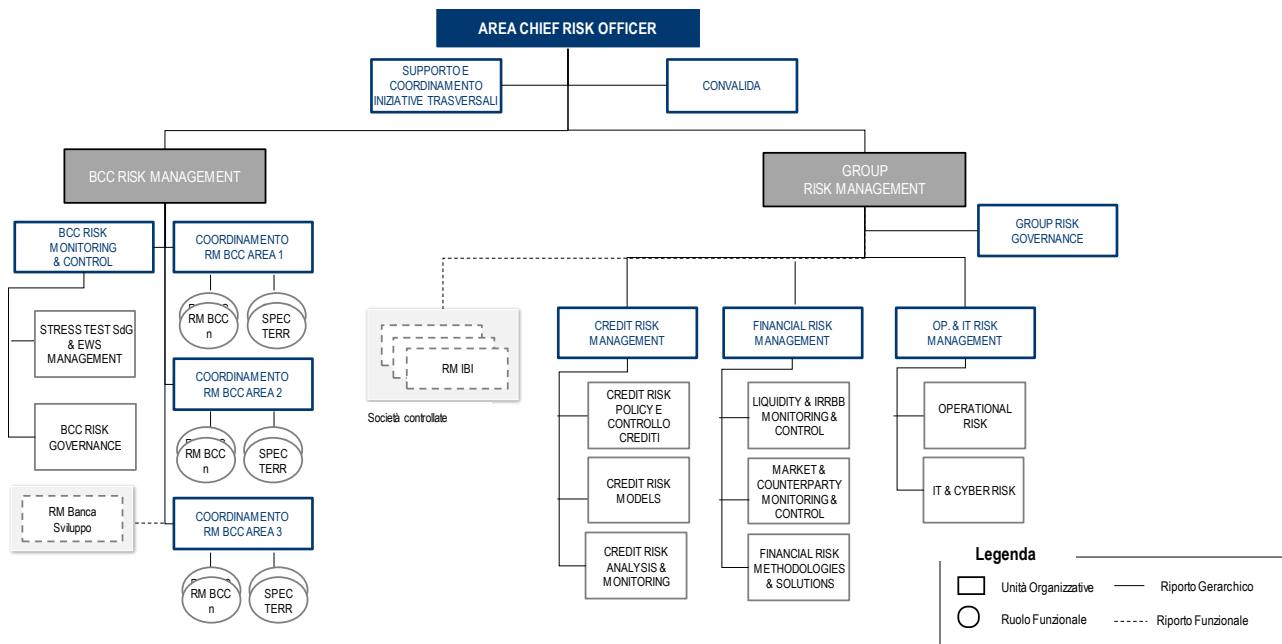 AREA CHIEF RISK OFFICER
SUPPORTO E
COORDINAMENTO
INIZIATIVE TRASVERSALI
CONVALIDA
BCC RISK MANAGEMENT
GROUP
RISK MANAGEMENT
BCC RISK
MONITORING
& CONTROL
COORDINAMENTO
RM BCC AREA 1
GROUP RISK
GOVERNANCE
RM BCC
n
SPEC
TERR
STRESS TEST SdG
& EWS
MANAGEMENT
RM IBI
Società controllate
CREDIT RISK
MANAGEMENT
FINANCIAL RISK
MANAGEMENT
OP. & IT RISK
MANAGEMENT
COORDINAMENTO
RM BCC AREA 2
BCC RISK
GOVERNANCE
RM BCC
n
SPEC
TERR
CREDIT RISK
POLICY E
CONTROLLO
CREDITI
LIQUIDITY & IRRBB
MONITORING &
CONTROL
OPERATIONAL
RISK
CREDIT RISK
MODELS
MARKET &
COUNTERPARTY
MONITORING &
CONTROL
IT & CYBER RISK
RM Banca
Sviluppo
COORDINAMENTO
RM BCC AREA 3
RM BCC
n
SPEC
TERR
CREDIT RISK
ANALYSIS &
MONITORING
FINANCIAL RISK
METHODOLOGIES
& SOLUTIONS
Legenda
Unità Organizzative
Riporto Gerarchico
Ruolo Funzionale
Riporto Funzionale